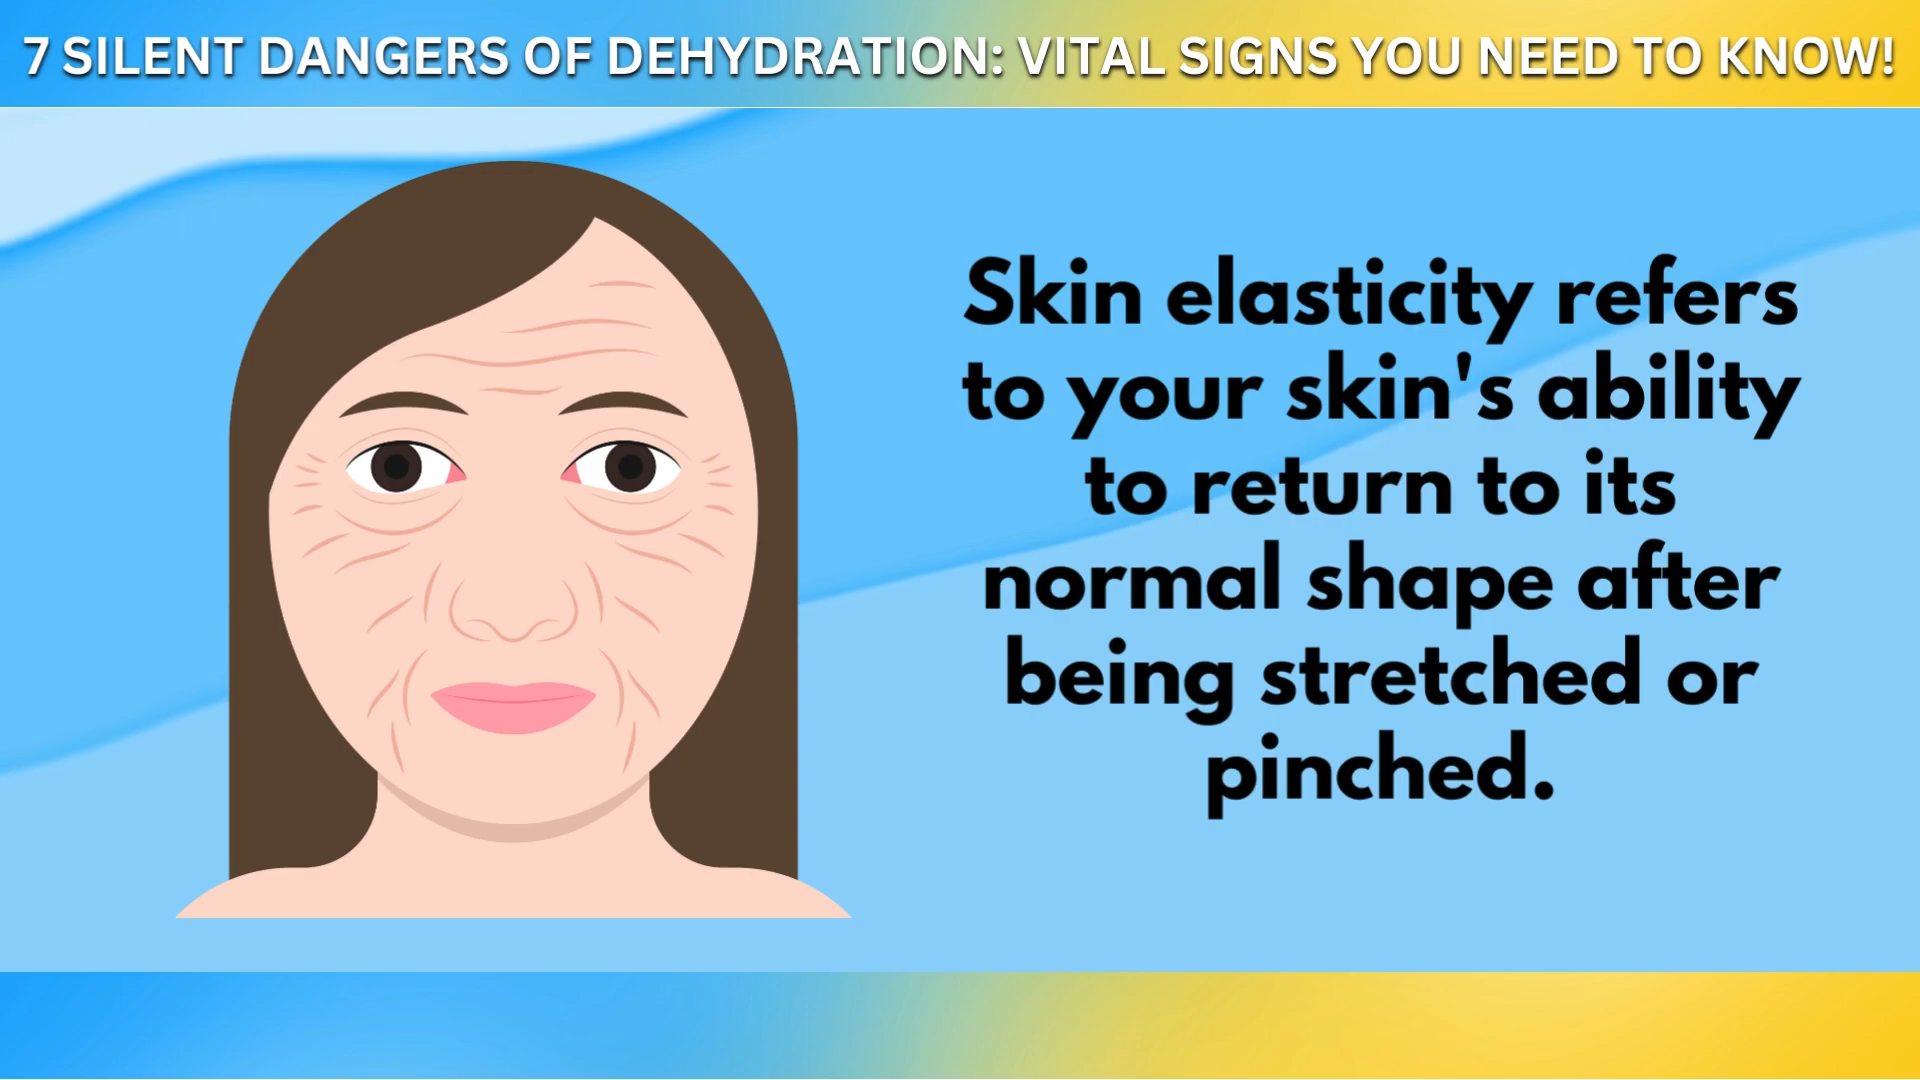 7 SILENT DANGERS OF DEHYDRATION: VITAL SIGNS YOU NEED TO KNOW!
Skin elasticity refers
to your skin's ability
to return to its
normal shape after
being stretched or
pinched.